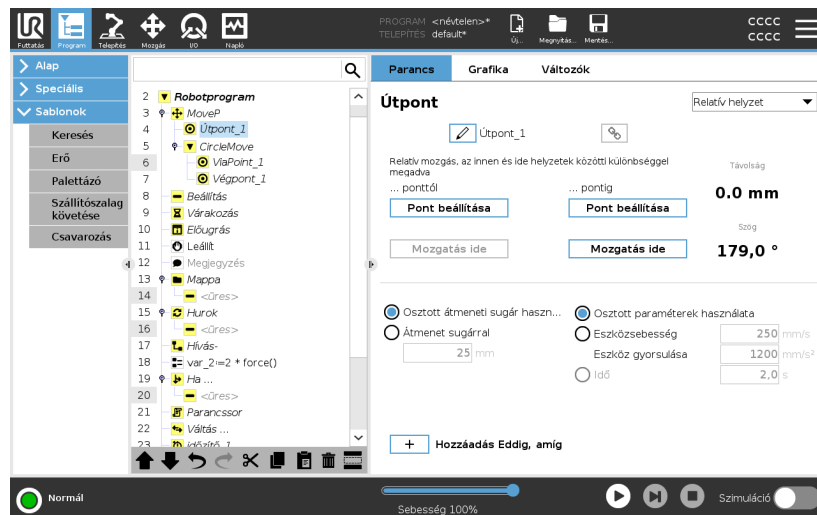 PROGRAM <névtelen>*
TELEPÍTÉS default*
CCCC
CCCC
UR
Futtatás
Program
Telepítés
Mozgás
I/O
Napló
Új...
Megnyitás...
Mentés...
Alap
Speciális
Sablonok
Keresés
Erő
Palettázó
Szállítószalag
követése
Csavarozás
2 Robotprogram
3 MoveP
4 Útpont_1
5 CircleMove
6 ViaPoint_1
7 Végpont_1
8 Beállítás
9 Várakozás
10 Előugrás
11 Leállít
12 Megjegyzés
13 Mappa
14 <üres>
15 Hurok
16 <üres>
17 Hívás-
18 var_2≔2 * force()
19 Ha ...
20 <üres>
21 Parancssor
22 Váltás ...
23 időzítő_1
Parancs
Grafika
Változók
Útpont
Relatív helyzet
Útpont_1
Relatív mozgás, az innen és ide helyzetek közötti különbséggel
megadva
Távolság
... ponttól
... pontig
0.0 mm
Pont beállítása
Pont beállítása
Szög
Mozgatás ide
Mozgatás ide
179,0 °
Osztott átmeneti sugár haszn...
Osztott paraméterek használata
Átmenet sugárral
Eszközsebesség
250 mm/s
25 mm
Eszköz gyorsulása
1200 mm/s²
Idő
2,0 s
+ Hozzáadás Eddig, amíg
Normál
Sebesség 100%
Szimuláció